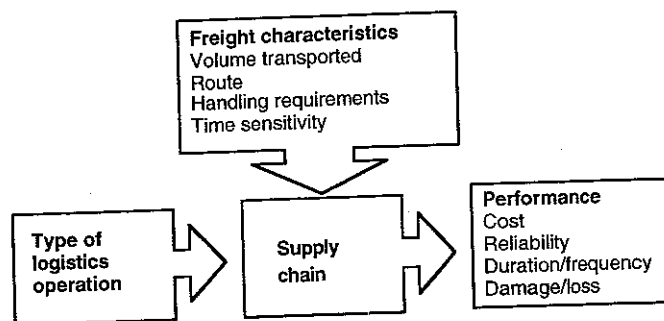 Freight characteristics
Volume transported
Route
Handling requirements
Time sensitivity
Type of
logistics
operation
Supply
chain
Performance
Cost
Reliability
Duration/frequency
Damage/loss